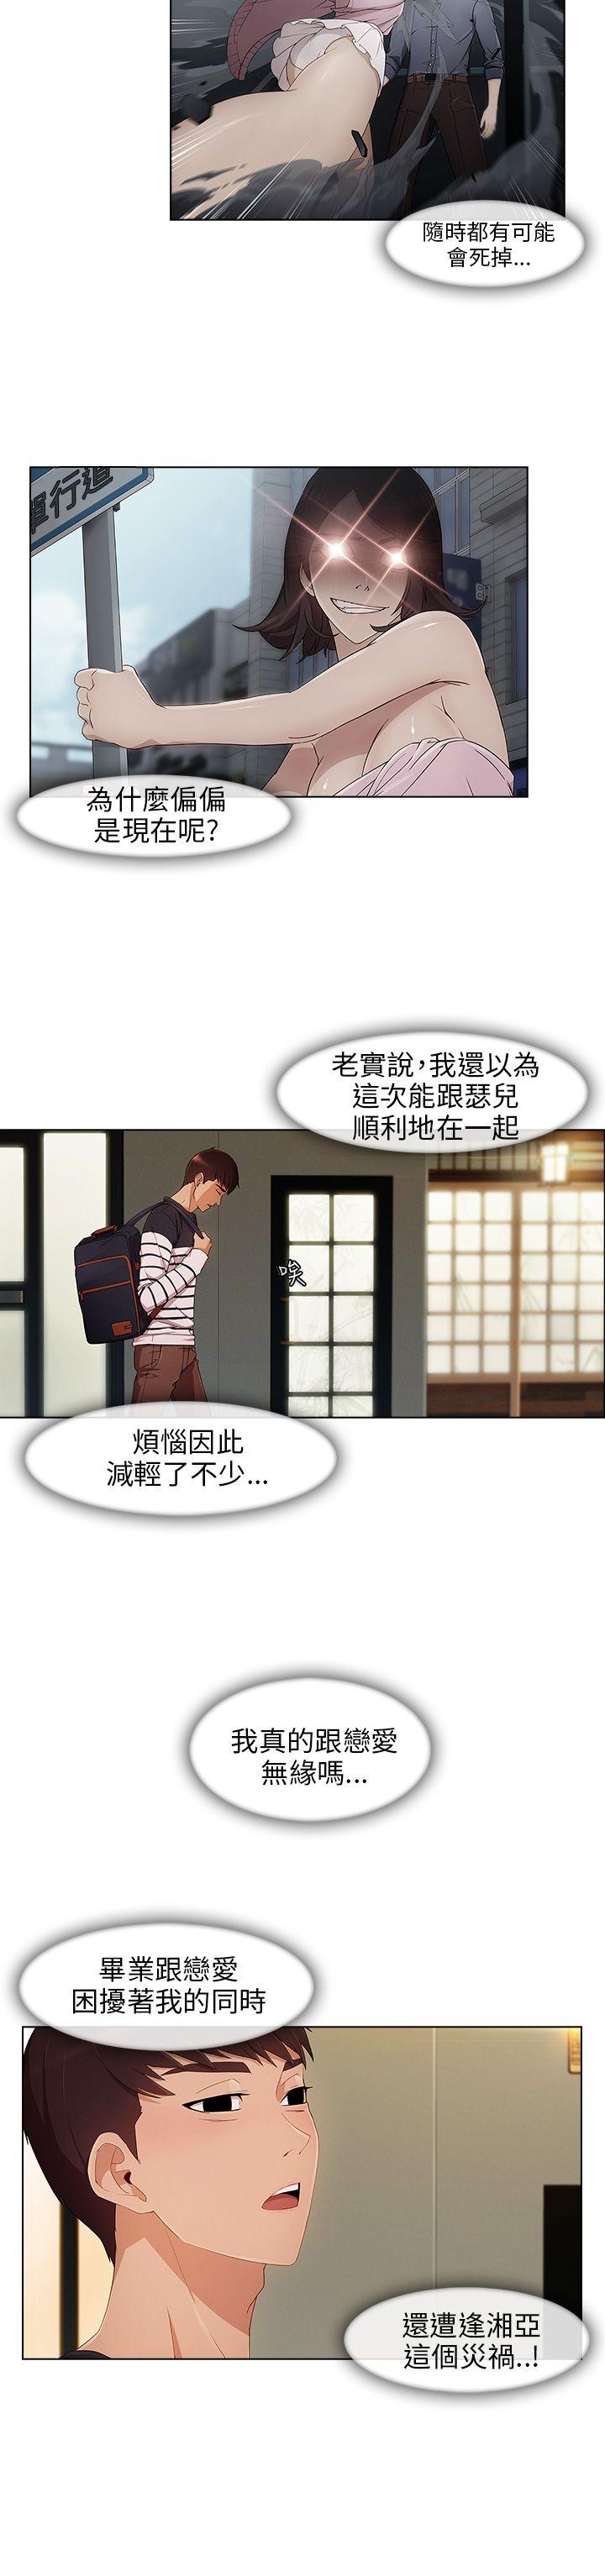 隨時都有可能
會死掉...
單行道
為什麼偏偏
是現在呢?
老實說,我還以為
這次能跟瑟兒
順利地在一起
唉
煩惱因此
減輕了不少...
我真的跟戀愛
無緣嗎...
畢業跟戀愛
困擾著我的同時
還遭逢湘亞
這個災禍..!